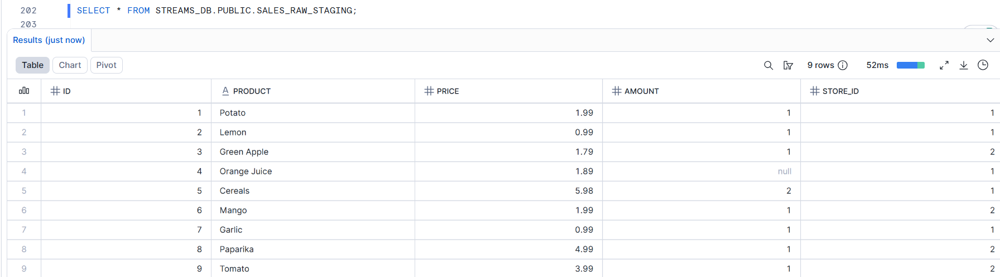 202 SELECT * FROM STREAMS_DB.PUBLIC.SALES_RAW_STAGING;
203
Results (just now)
Table Chart Pivot 9 rows 52ms
ID PRODUCT PRICE AMOUNT STORE_ID
1 1 Potato 1.99 1 1
2 2 Lemon 0.99 1 1
3 3 Green Apple 1.79 1 2
4 4 Orange Juice 1.89 null 1
5 5 Cereals 5.98 2 1
6 6 Mango 1.99 1 2
7 7 Garlic 0.99 1 1
8 8 Paparika 4.99 1 2
9 9 Tomato 3.99 1 2